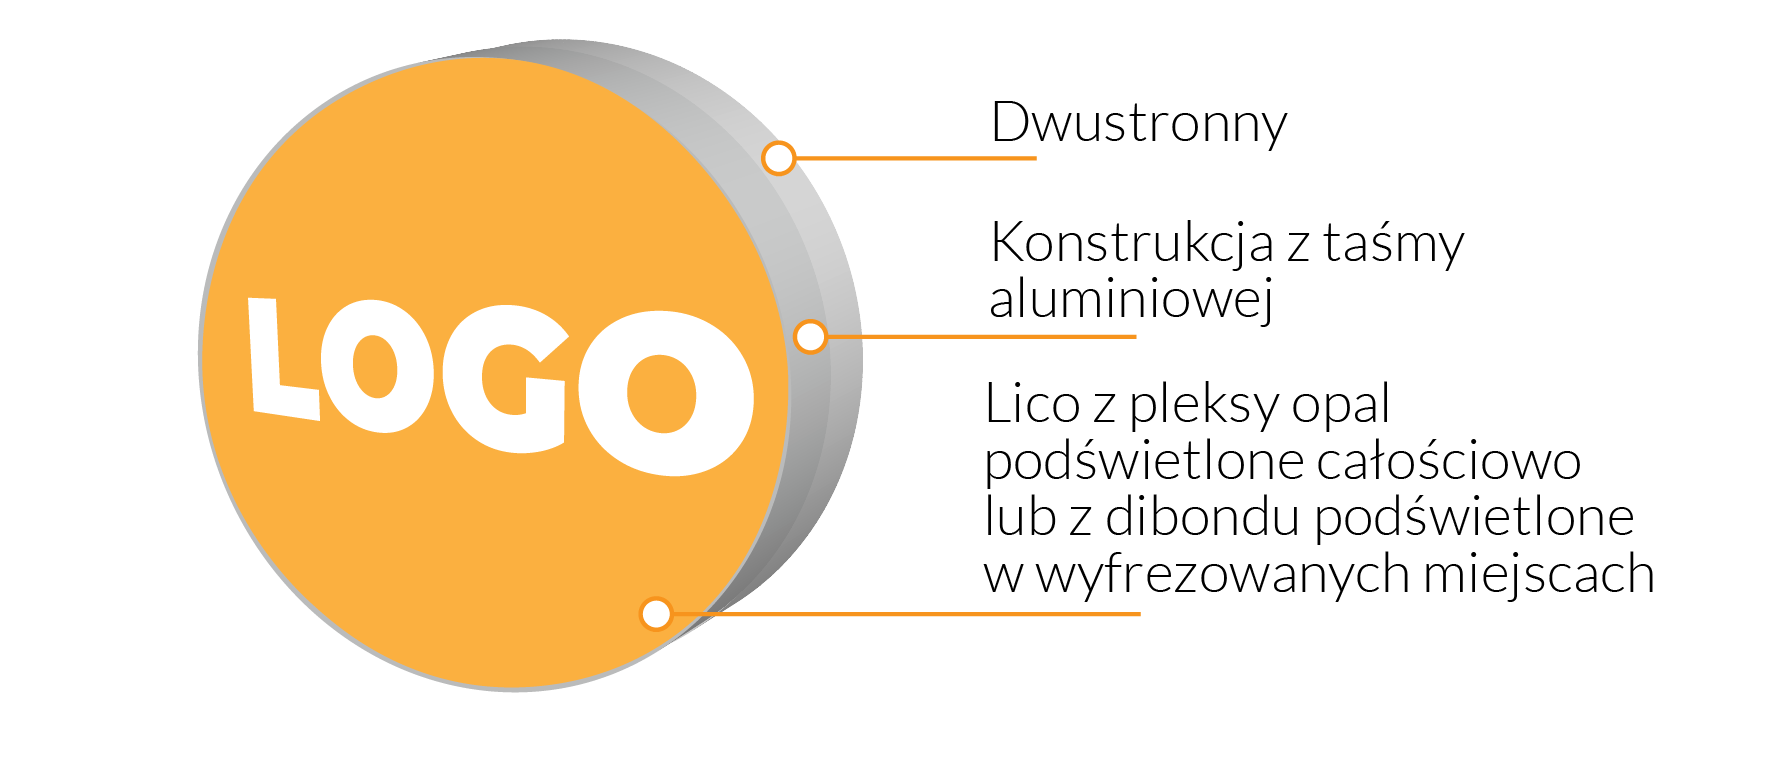 LOGO
Dwustronny
Konstrukcja z taśmy
aluminiowej
Lico z pleksy opal
podświetlone całościowo
lub z dibondu podświetlone
w wyfrezowanych miejscach